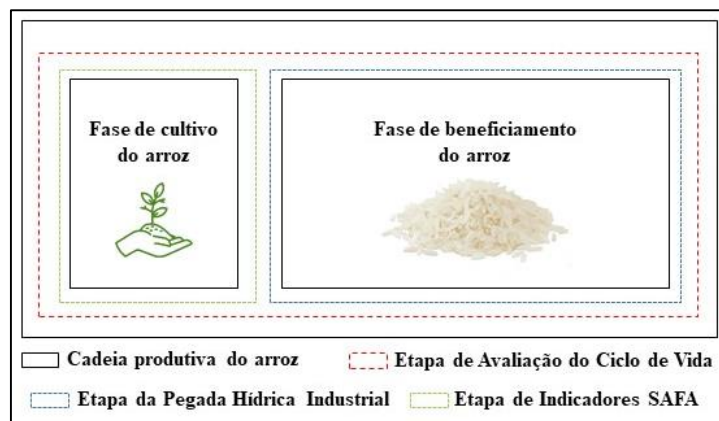 Fase de cultivo
do arroz
Fase de beneficiamento
do arroz
Cadeia produtiva do arroz
Etapa de Avaliação do Ciclo de Vida
Etapa da Pegada Hídrica Industrial
Etapa de Indicadores SAFA